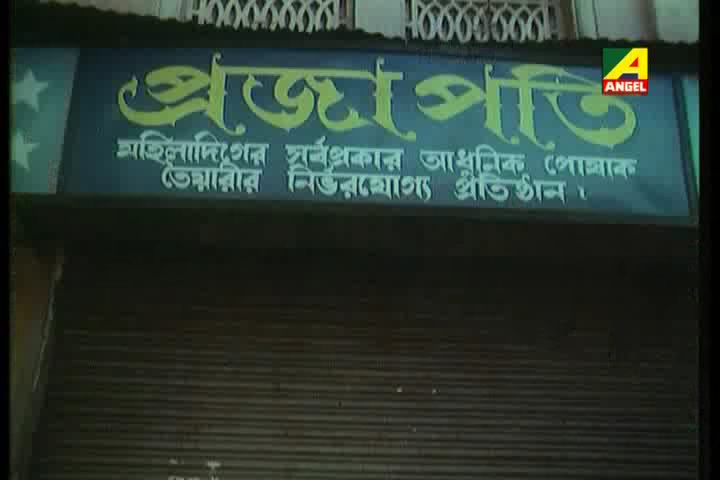 A
ANGEL
প্রজাপতি
মহিলাদিগের সর্বপ্রকার আধুনিক পোষাক
তৈয়ারীর নির্ভরযোগ্য প্রতিষ্ঠান।